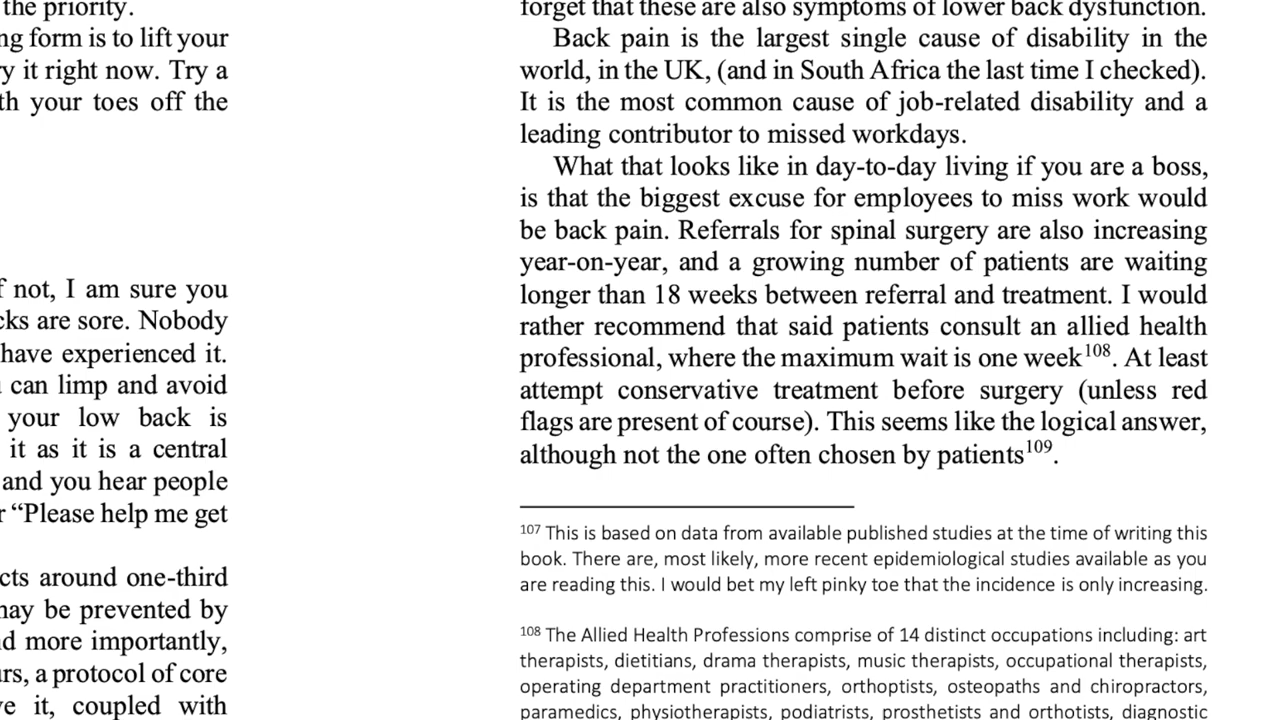 the priority.
ng form is to lift your
y it right now. Try a
th your toes off the
f not, I am sure you
cks are sore. Nobody
have experienced it.
can limp and avoid
your low back is
it as it is a central
and you hear people
r “Please help me get
cts around one-third
may be prevented by
d more importantly,
urs, a protocol of core
ve it, coupled with
forget that these are also symptoms of lower back dysfunction.
Back pain is the largest single cause of disability in the
world, in the UK, (and in South Africa the last time I checked).
It is the most common cause of job-related disability and a
leading contributor to missed workdays.
What that looks like in day-to-day living if you are a boss,
is that the biggest excuse for employees to miss work would
be back pain. Referrals for spinal surgery are also increasing
year-on-year, and a growing number of patients are waiting
longer than 18 weeks between referral and treatment. I would
rather recommend that said patients consult an allied health
professional, where the maximum wait is one week108. At least
attempt conservative treatment before surgery (unless red
flags are present of course). This seems like the logical answer,
although not the one often chosen by patients109.
107 This is based on data from available published studies at the time of writing this
book. There are, most likely, more recent epidemiological studies available as you
are reading this. I would bet my left pinky toe that the incidence is only increasing.
108 The Allied Health Professions comprise of 14 distinct occupations including: art
therapists, dietitians, drama therapists, music therapists, occupational therapists,
operating department practitioners, orthoptists, osteopaths and chiropractors,
paramedics, physiotherapists, podiatrists, prosthetists and orthotists, diagnostic